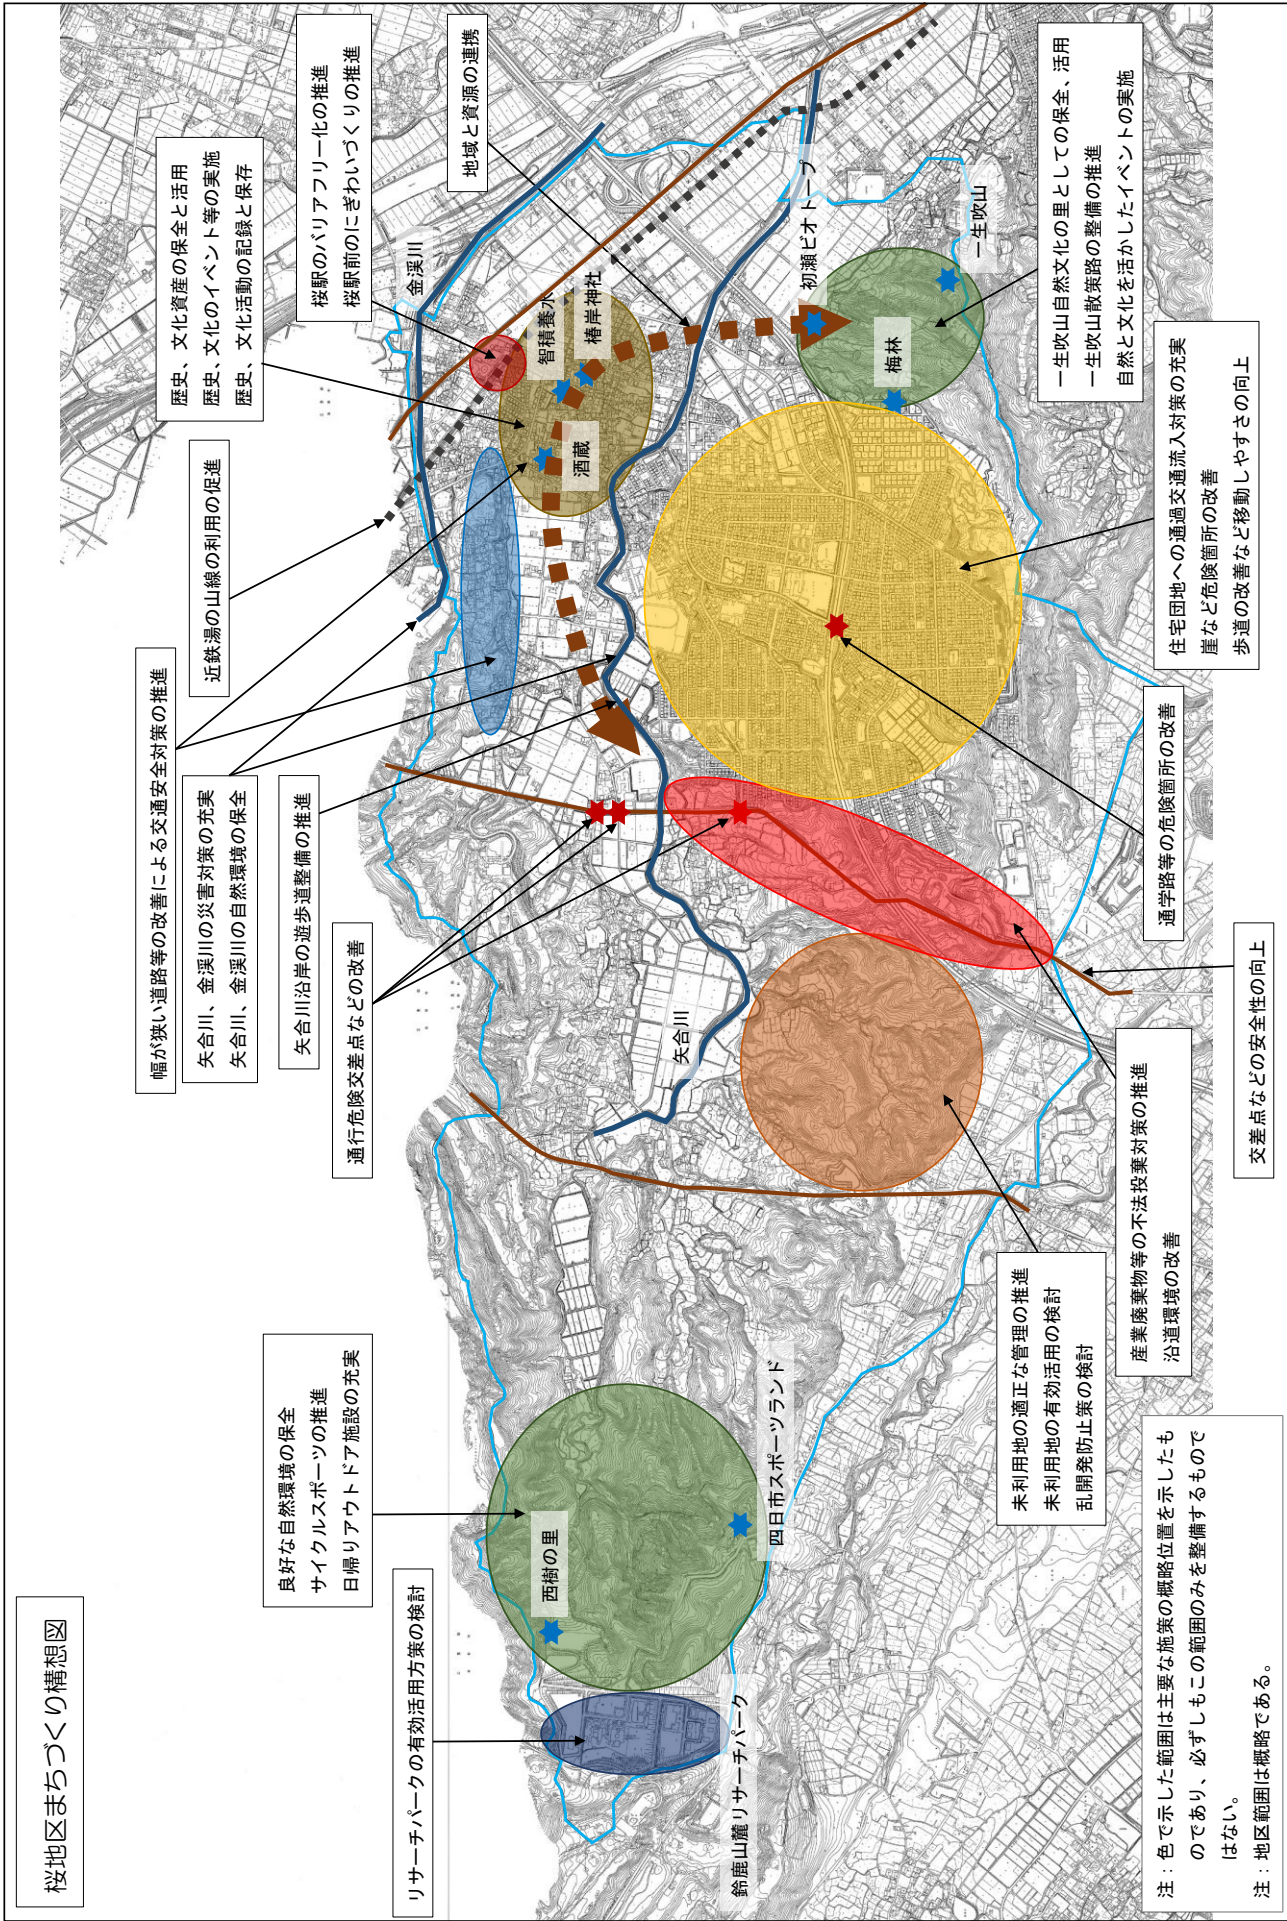 桜地区まちづくり構想図
リサーチパークの有効活用方策の検討
良好な自然環境の保全
サイクルスポーツの推進
日帰りアウトドア施設の充実
幅が狭い道路等の改善による交通安全対策の推進
矢合川、金渓川の災害対策の充実
矢合川、金渓川の自然環境の保全
矢合川沿岸の遊歩道整備の推進
通行危険交差点などの改善
近鉄湯の山線の利用の促進
歴史、文化資産の保全と活用
歴史、文化のイベント等の実施
歴史、文化活動の記録と保存
桜駅のバリアフリー化の推進
桜駅前のにぎわいづくりの推進
地域と資源の連携
金渓川
智積養水
椿岸神社
酒蔵
初瀬ビオトープ
一生吹山
梅林
矢合川
西樹の里
四日市スポーツランド
鈴鹿山麓リサーチパーク
一生吹山自然文化の里としての保全、活用
一生吹山散策路の整備の推進
自然と文化を活かしたイベントの実施
住宅団地への通過交通流入対策の充実
崖など危険箇所の改善
歩道の改善など移動しやすさの向上
通学路等の危険箇所の改善
交差点などの安全性の向上
産業廃棄物等の不法投棄対策の推進
沿道環境の改善
未利用地の適正な管理の推進
未利用地の有効活用の検討
乱開発防止策の検討
注：色で示した範囲は主要な施策の概略位置を示したも
のであり、必ずしもこの範囲のみを整備するもので
はない。
注：地区範囲は概略である。